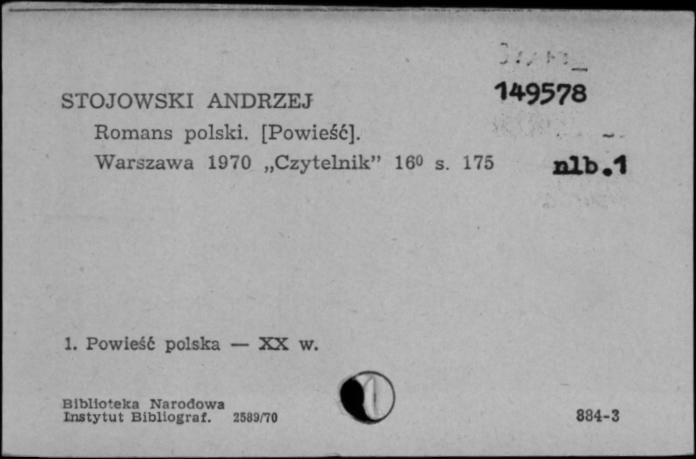 149578
STOJOWSKI ANDRZEJ
Romans polski. [Powieść].
Warszawa 1970 „Czytelnik” 16⁰ s. 175 nlb.1
1. Powieść polska — XX w.
Biblioteka Narodowa
Instytut Bibliograf. 2589/70
884-3